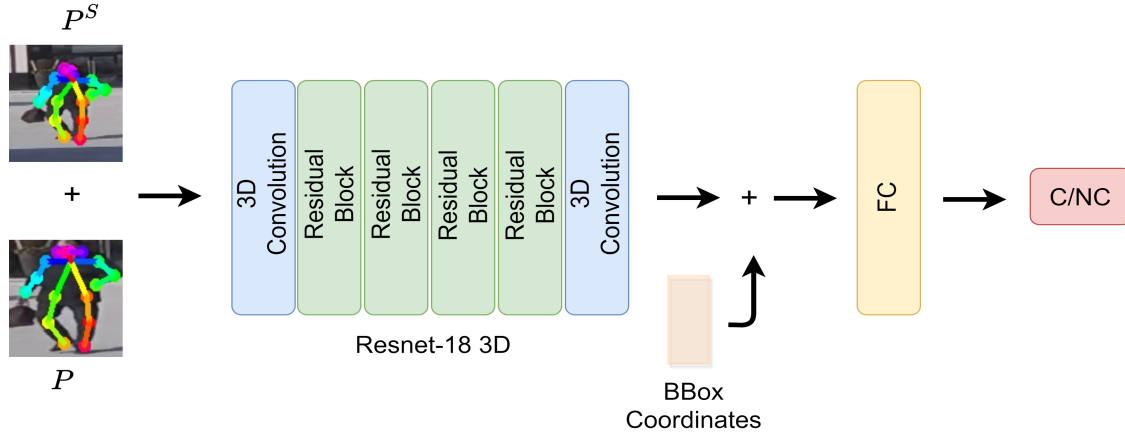 P^S
+
P
3D
Convolution
Residual
Block
Residual
Block
Residual
Block
Residual
Block
3D
Convolution
Resnet-18 3D
+
BBox
Coordinates
FC
C/NC